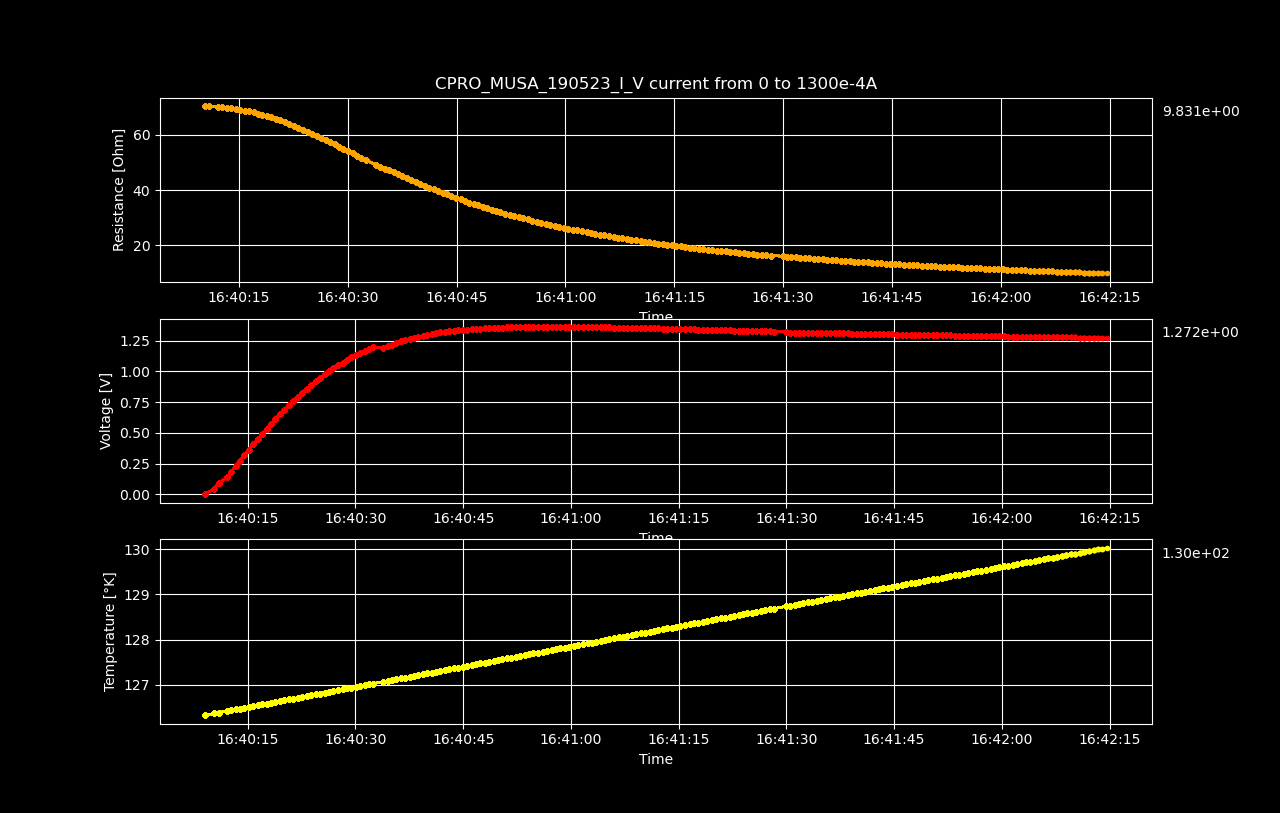 CPRO_MUSA_190523_I_V current from 0 to 1300e-4A
9.831e+00
Resistance [Ohm]
60
40
20
16:40:15 16:40:30 16:40:45 16:41:00 16:41:15 16:41:30 16:41:45 16:42:00 16:42:15
Time
1.272e+00
Voltage [V]
1.25
1.00
0.75
0.50
0.25
0.00
16:40:15 16:40:30 16:40:45 16:41:00 16:41:15 16:41:30 16:41:45 16:42:00 16:42:15
Time
1.30e+02
Temperature [°K]
130
129
128
127
16:40:15 16:40:30 16:40:45 16:41:00 16:41:15 16:41:30 16:41:45 16:42:00 16:42:15
Time